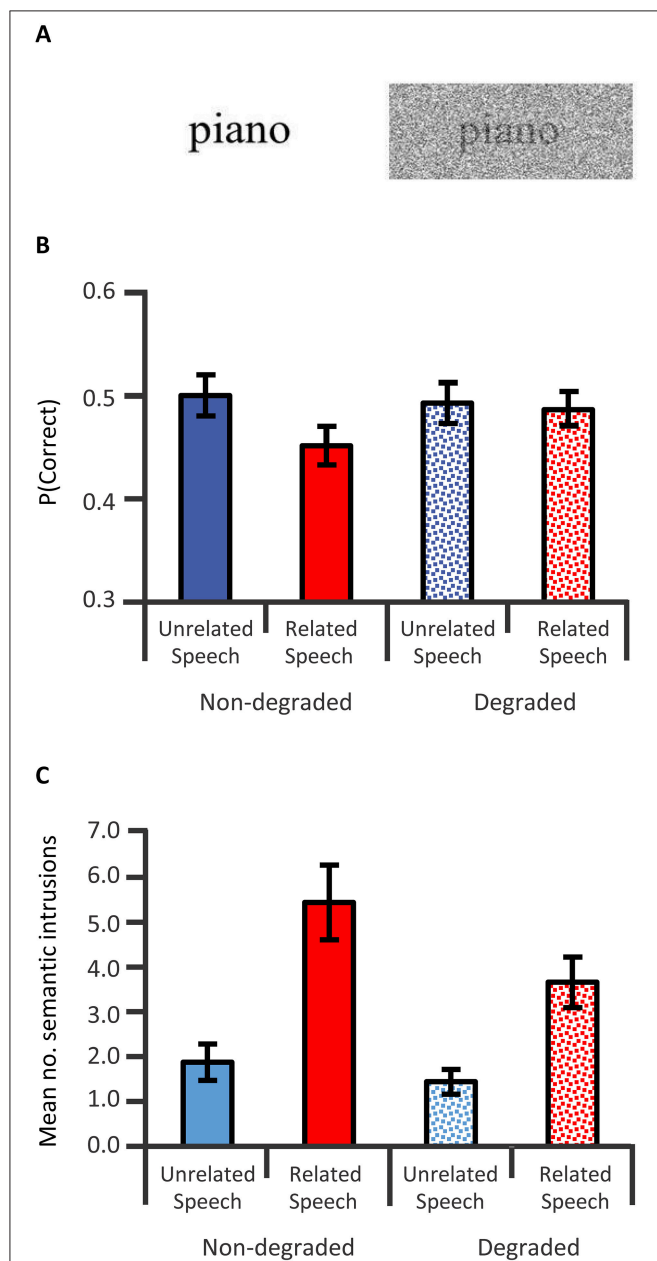 A
piano piano
B
P(Correct)
0.6
0.5
0.4
0.3
Unrelated Speech Related Speech Unrelated Speech Related Speech
Non-degraded Degraded
C
Mean no. semantic intrusions
7.0
6.0
5.0
4.0
3.0
2.0
1.0
0.0
Unrelated Speech Related Speech Unrelated Speech Related Speech
Non-degraded Degraded